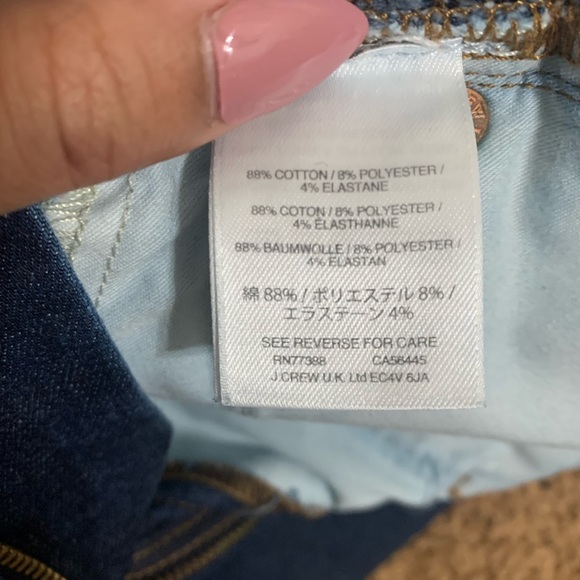 88% COTTON / 8% POLYESTER /
4% ELASTANE
88% COTON / 8% POLYESTER /
4% ÉLASTHANNE
88% BAUMWOLLE / 8% POLYESTER /
4% ELASTAN
綿 88% / ポリエステル 8% /
エラステーン 4%
SEE REVERSE FOR CARE
RN77388 CA56445
J.CREW U.K. Ltd EC4V 6JA